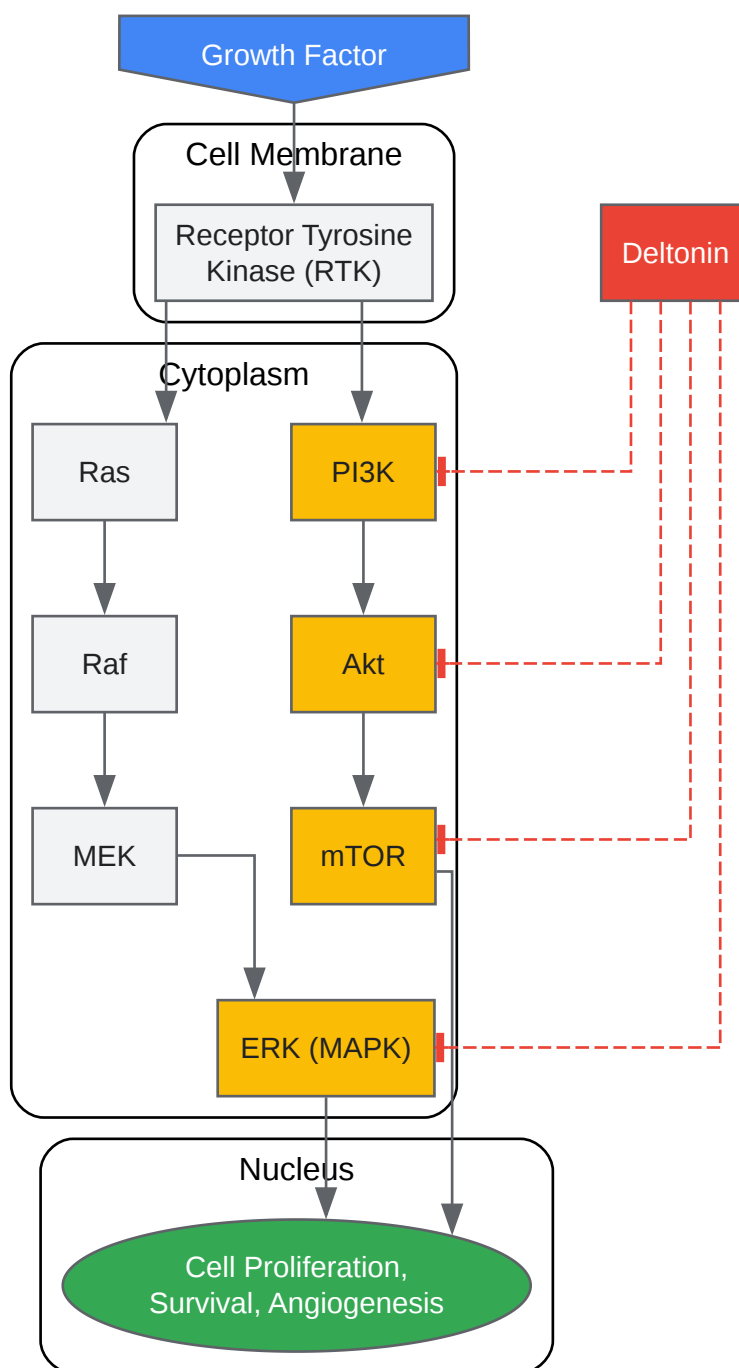 Growth Factor
Cell Membrane
Receptor Tyrosine
Kinase (RTK)
Deltonin
Cytoplasm
Ras
PI3K
Raf
Akt
MEK
mTOR
ERK (MAPK)
Nucleus
Cell Proliferation,
Survival, Angiogenesis